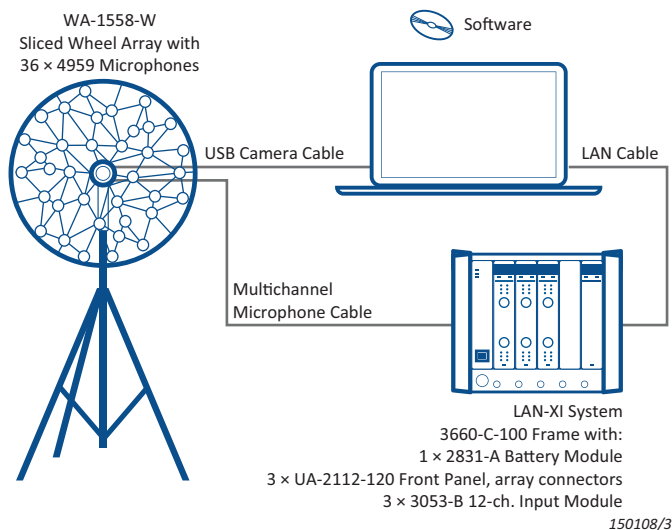 WA-1558-W
Sliced Wheel Array with
36 × 4959 Microphones
Software
USB Camera Cable
LAN Cable
Multichannel
Microphone Cable
LAN-XI System
3660-C-100 Frame with:
1 × 2831-A Battery Module
3 × UA-2112-120 Front Panel, array connectors
3 × 3053-B 12-ch. Input Module
150108/3